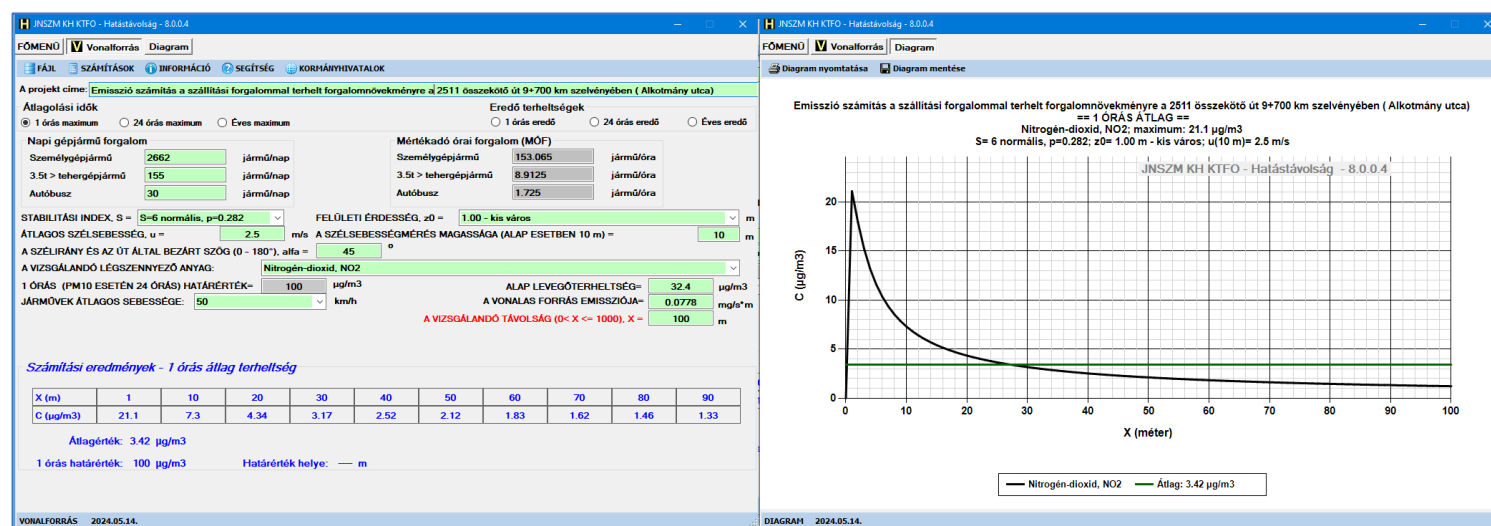 JNSZM KH KTFO - Hatástávolság - 8.0.0.4
FŐMENÜ V Vonalforrás Diagram
FÁJL SZÁMÍTÁSOK INFORMÁCIÓ SEGÍTSÉG KORMÁNYHIVATALOK
A projekt címe: Emisszió számítás a szállítási forgalommal terhelt forgalomnövekményre a 2511 összekötő út 9+700 km szelvényében ( Alkotmány utca)
Átlagolási idők Eredő terheltségek
1 órás maximum 24 órás maximum Éves maximum 1 órás eredő 24 órás eredő Éves eredő
Napi gépjármű forgalom Mértékadó órai forgalom (MÓF)
Személygépjármű 2662 jármű/nap Személygépjármű 153.065 jármű/óra
3.5t > tehergépjármű 155 jármű/nap 3.5t > tehergépjármű 8.9125 jármű/óra
Autóbusz 30 jármű/nap Autóbusz 1.725 jármű/óra
STABILITÁSI INDEX, S = S=6 normális, p=0.282 FELÜLETI ÉRDESSÉG, z0 = 1.00 - kis város m
ÁTLAGOS SZÉLSEBESSÉG, u = 2.5 m/s A SZÉLSEBESSÉGMÉRÉS MAGASSÁGA (ALAP ESETBEN 10 m) = 10 m
A SZÉLIRÁNY ÉS AZ ÚT ÁLTAL BEZÁRT SZÖG (0 - 180°), alfa = 45 o
A VIZSGÁLANDÓ LÉGSZENNYEZŐ ANYAG: Nitrogén-dioxid, NO2
1 ÓRÁS (PM10 ESETÉN 24 ÓRÁS) HATÁRÉRTÉK= 100 µg/m3 ALAP LEVEGŐTERHELTSÉG= 32.4 µg/m3
JÁRMŰVEK ÁTLAGOS SEBESSÉGE: 50 km/h A VONALAS FORRÁS EMISSZIÓJA= 0.0778 mg/s*m
A VIZSGÁLANDÓ TÁVOLSÁG (0< X <= 1000), X = 100 m
Számítási eredmények - 1 órás átlag terheltség
X (m) 1 10 20 30 40 50 60 70 80 90
C (µg/m3) 21.1 7.3 4.34 3.17 2.52 2.12 1.83 1.62 1.46 1.33
Átlagérték: 3.42 µg/m3
1 órás határérték: 100 µg/m3 Határérték helye: --- m
VONALFORRÁS 2024.05.14.
JNSZM KH KTFO - Hatástávolság - 8.0.0.4
FŐMENÜ V Vonalforrás Diagram
Diagram nyomtatása Diagram mentése
Emisszió számítás a szállítási forgalommal terhelt forgalomnövekményre a 2511 összekötő út 9+700 km szelvényében ( Alkotmány utca)
== 1 ÓRÁS ÁTLAG ==
Nitrogén-dioxid, NO2; maximum: 21.1 µg/m3
S= 6 normális, p=0.282; z0= 1.00 m - kis város; u(10 m)= 2.5 m/s
JNSZM KH KTFO - Hatástávolság - 8.0.0.4
C (µg/m3)
20
15
10
5
0
0 10 20 30 40 50 60 70 80 90 100
X (méter)
Nitrogén-dioxid, NO2 Átlag: 3.42 µg/m3
DIAGRAM 2024.05.14.